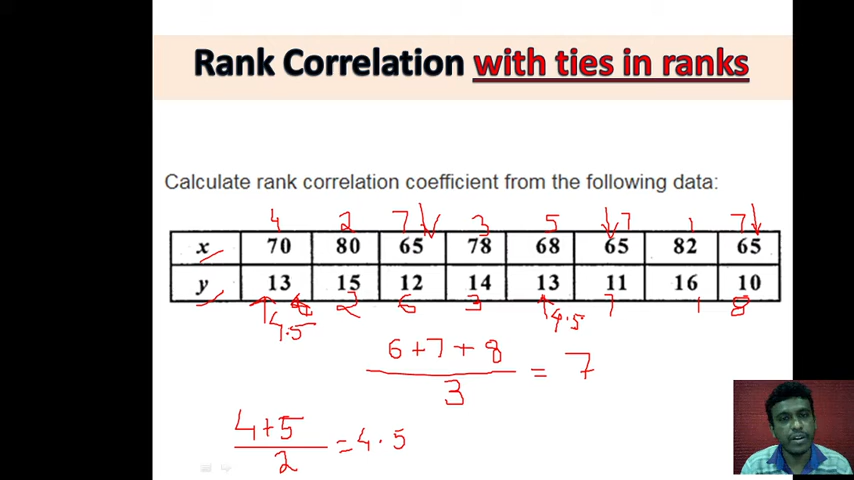 Rank Correlation with ties in ranks
Calculate rank correlation coefficient from the following data:
4 2 7 3 5 7 1 7
x 70 80 65 78 68 65 82 65
y 13 15 12 14 13 11 16 10
4.5 2 6 3 4.5 7 1 8
6+7+8
3
= 7
4+5
2
= 4.5